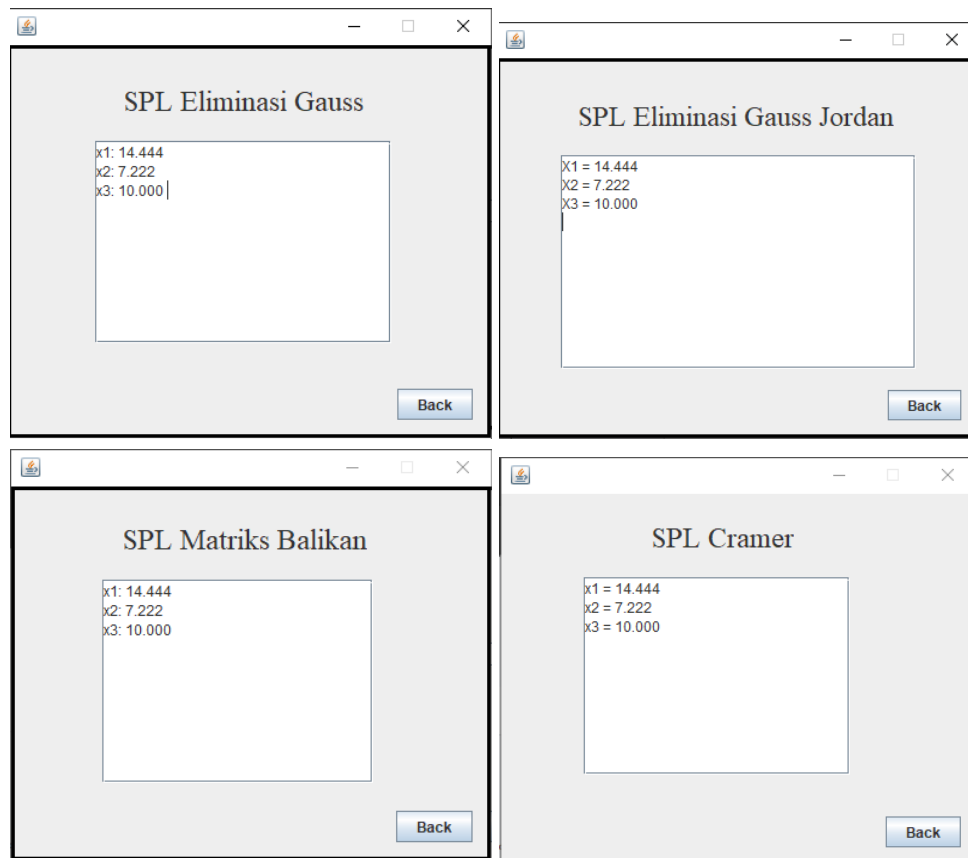 SPL Eliminasi Gauss
x1: 14.444
x2: 7.222
x3: 10.000
Back
SPL Eliminasi Gauss Jordan
X1 = 14.444
X2 = 7.222
X3 = 10.000
Back
SPL Matriks Balikan
x1: 14.444
x2: 7.222
x3: 10.000
Back
SPL Cramer
x1 = 14.444
x2 = 7.222
x3 = 10.000
Back